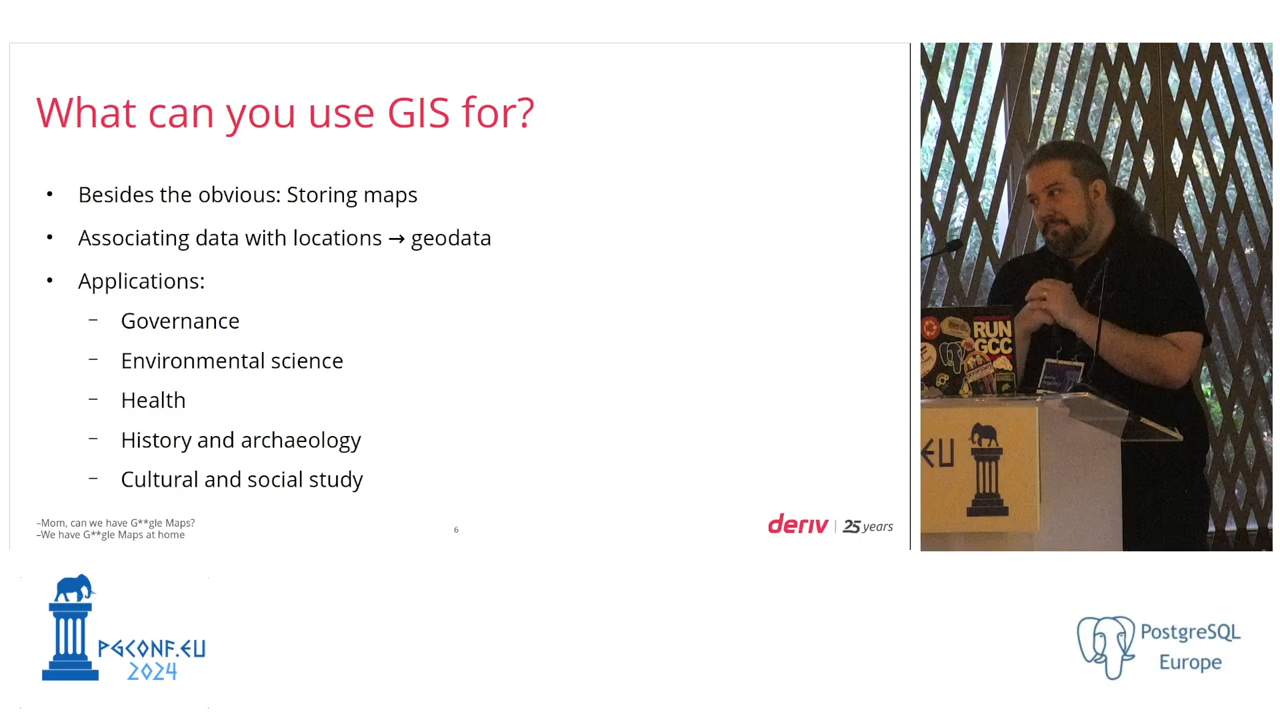 What can you use GIS for?
• Besides the obvious: Storing maps
• Associating data with locations → geodata
• Applications:
– Governance
– Environmental science
– Health
– History and archaeology
– Cultural and social study
–Mom, can we have G**gle Maps?
–We have G**gle Maps at home
6
deriv | 25 years
RUN
GCC
EU
PGCONF.EU
2024
PostgreSQL
Europe